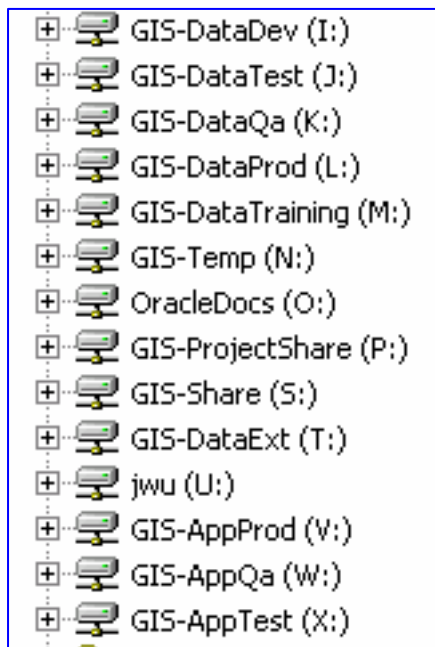 GIS-DataDev (I:)
GIS-DataTest (J:)
GIS-DataQa (K:)
GIS-DataProd (L:)
GIS-DataTraining (M:)
GIS-Temp (N:)
OracleDocs (O:)
GIS-ProjectShare (P:)
GIS-Share (S:)
GIS-DataExt (T:)
jwu (U:)
GIS-AppProd (V:)
GIS-AppQa (W:)
GIS-AppTest (X:)